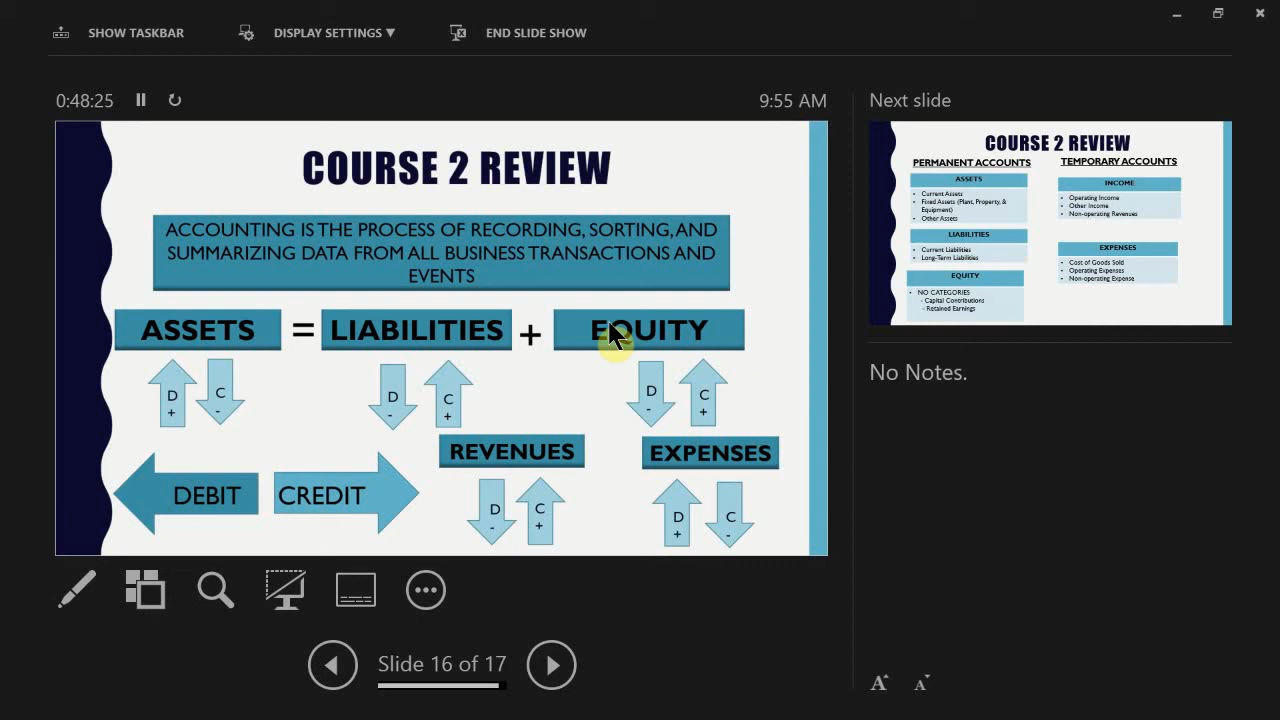 SHOW TASKBAR
DISPLAY SETTINGS ▼
END SLIDE SHOW
0:48:25
9:55 AM
COURSE 2 REVIEW
ACCOUNTING IS THE PROCESS OF RECORDING, SORTING, AND
SUMMARIZING DATA FROM ALL BUSINESS TRANSACTIONS AND
EVENTS
ASSETS = LIABILITIES + EQUITY
D
+
C
-
D
-
C
+
D
-
C
+
DEBIT
CREDIT
REVENUES
EXPENSES
D
-
C
+
D
+
C
-
Slide 16 of 17
Next slide
COURSE 2 REVIEW
PERMANENT ACCOUNTS
ASSETS
• Current Assets
• Fixed Assets (Plant, Property, &
Equipment)
• Other Assets
LIABILITIES
• Current Liabilities
• Long-Term Liabilities
EQUITY
• NO CATEGORIES
- Capital Contributions
- Retained Earnings
TEMPORARY ACCOUNTS
INCOME
• Operating Income
• Other Income
• Non-operating Revenues
EXPENSES
• Cost of Goods Sold
• Operating Expenses
• Non-operating Expense
No Notes.
A A